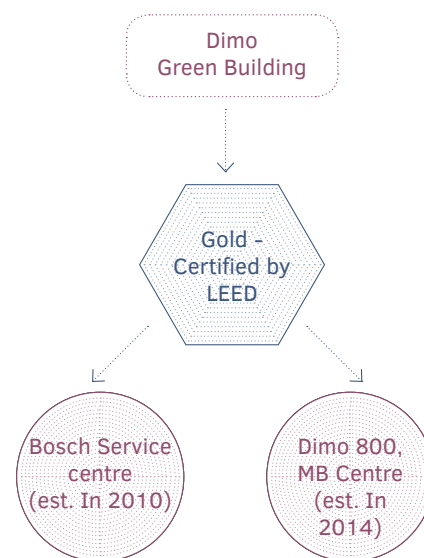 Dimo
Green Building
Gold -
Certified by
LEED
Bosch Service
centre
(est. In 2010)
Dimo 800,
MB Centre
(est. In
2014)